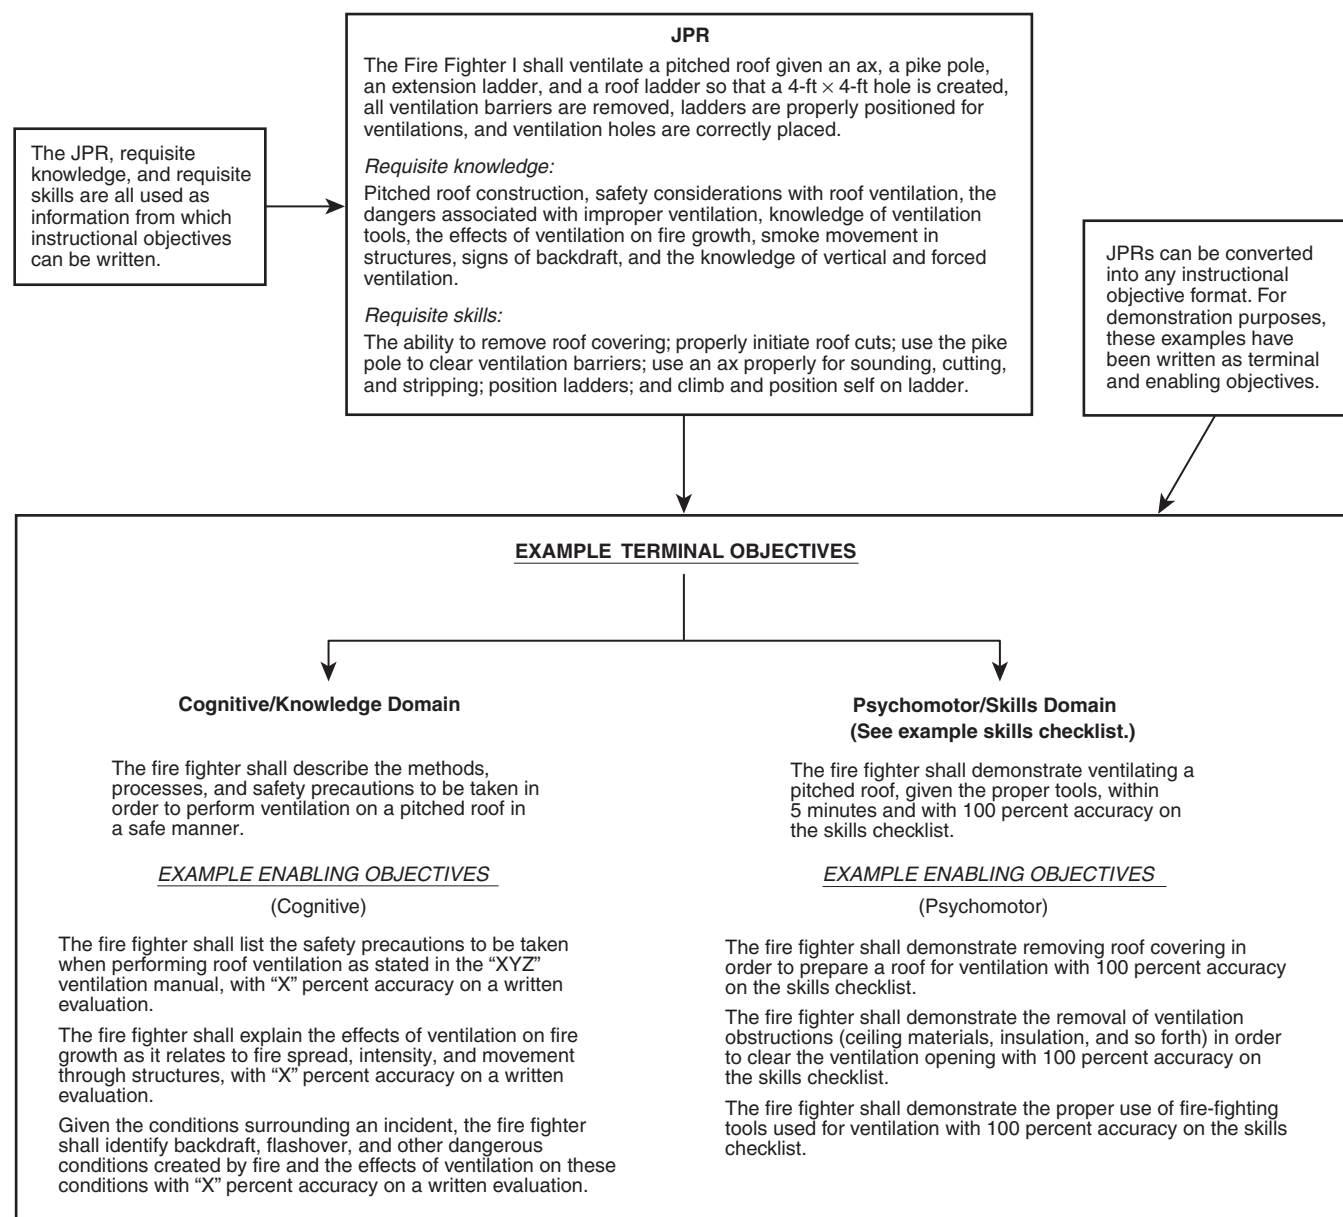 JPR
The Fire Fighter I shall ventilate a pitched roof given an ax, a pike pole,
an extension ladder, and a roof ladder so that a 4-ft × 4-ft hole is created,
all ventilation barriers are removed, ladders are properly positioned for
ventilations, and ventilation holes are correctly placed.
Requisite knowledge:
Pitched roof construction, safety considerations with roof ventilation, the
dangers associated with improper ventilation, knowledge of ventilation
tools, the effects of ventilation on fire growth, smoke movement in
structures, signs of backdraft, and the knowledge of vertical and forced
ventilation.
Requisite skills:
The ability to remove roof covering; properly initiate roof cuts; use the pike
pole to clear ventilation barriers; use an ax properly for sounding, cutting,
and stripping; position ladders; and climb and position self on ladder.
The JPR, requisite
knowledge, and requisite
skills are all used as
information from which
instructional objectives
can be written.
JPRs can be converted
into any instructional
objective format. For
demonstration purposes,
these examples have
been written as terminal
and enabling objectives.
EXAMPLE TERMINAL OBJECTIVES
Cognitive/Knowledge Domain
The fire fighter shall describe the methods,
processes, and safety precautions to be taken in
order to perform ventilation on a pitched roof in
a safe manner.
EXAMPLE ENABLING OBJECTIVES
(Cognitive)
The fire fighter shall list the safety precautions to be taken
when performing roof ventilation as stated in the “XYZ”
ventilation manual, with “X” percent accuracy on a written
evaluation.
The fire fighter shall explain the effects of ventilation on fire
growth as it relates to fire spread, intensity, and movement
through structures, with “X” percent accuracy on a written
evaluation.
Given the conditions surrounding an incident, the fire fighter
shall identify backdraft, flashover, and other dangerous
conditions created by fire and the effects of ventilation on these
conditions with “X” percent accuracy on a written evaluation.
Psychomotor/Skills Domain
(See example skills checklist.)
The fire fighter shall demonstrate ventilating a
pitched roof, given the proper tools, within
5 minutes and with 100 percent accuracy on
the skills checklist.
EXAMPLE ENABLING OBJECTIVES
(Psychomotor)
The fire fighter shall demonstrate removing roof covering in
order to prepare a roof for ventilation with 100 percent accuracy
on the skills checklist.
The fire fighter shall demonstrate the removal of ventilation
obstructions (ceiling materials, insulation, and so forth) in order
to clear the ventilation opening with 100 percent accuracy on
the skills checklist.
The fire fighter shall demonstrate the proper use of fire-fighting
tools used for ventilation with 100 percent accuracy on the skills
checklist.